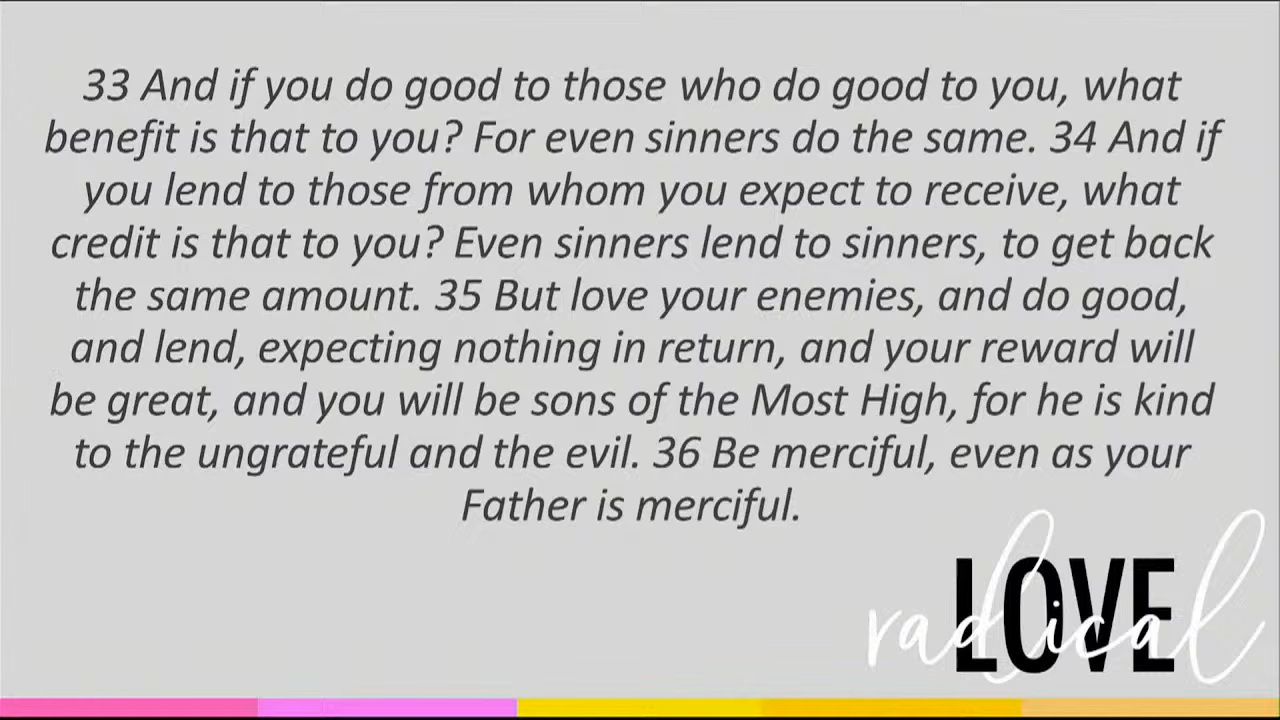 33 And if you do good to those who do good to you, what
benefit is that to you? For even sinners do the same. 34 And if
you lend to those from whom you expect to receive, what
credit is that to you? Even sinners lend to sinners, to get back
the same amount. 35 But love your enemies, and do good,
and lend, expecting nothing in return, and your reward will
be great, and you will be sons of the Most High, for he is kind
to the ungrateful and the evil. 36 Be merciful, even as your
Father is merciful.
radical
LOVE